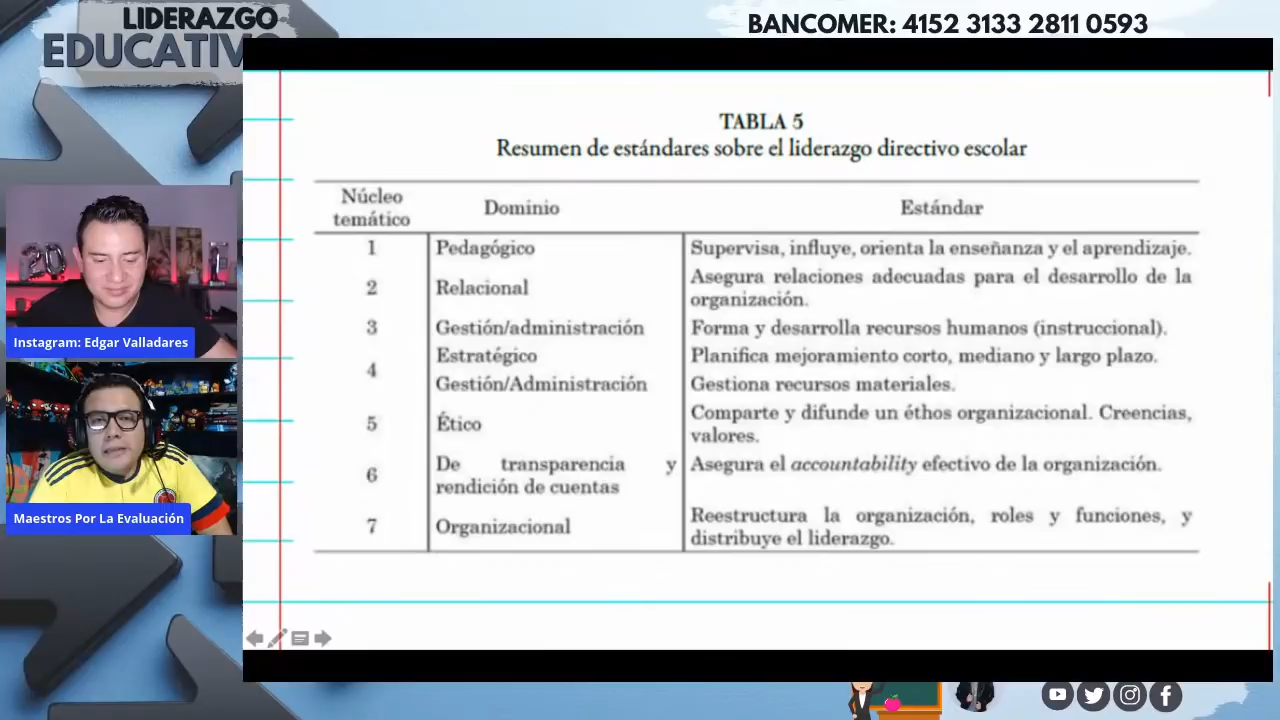 LIDERAZGO
EDUCATIVO
BANCOMER: 4152 3133 2811 0593
TABLA 5
Resumen de estándares sobre el liderazgo directivo escolar
Núcleo
temático
Dominio
Estándar
1
Pedagógico
Supervisa, influye, orienta la enseñanza y el aprendizaje.
2
Relacional
Asegura relaciones adecuadas para el desarrollo de la
organización.
3
Gestión/administración
Forma y desarrolla recursos humanos (instruccional).
4
Estratégico
Planifica mejoramiento corto, mediano y largo plazo.
Gestión/Administración
Gestiona recursos materiales.
5
Ético
Comparte y difunde un éthos organizacional. Creencias,
valores.
6
De transparencia y
rendición de cuentas
Asegura el accountability efectivo de la organización.
7
Organizacional
Reestructura la organización, roles y funciones, y
distribuye el liderazgo.
20
Instagram: Edgar Valladares
Maestros Por La Evaluación